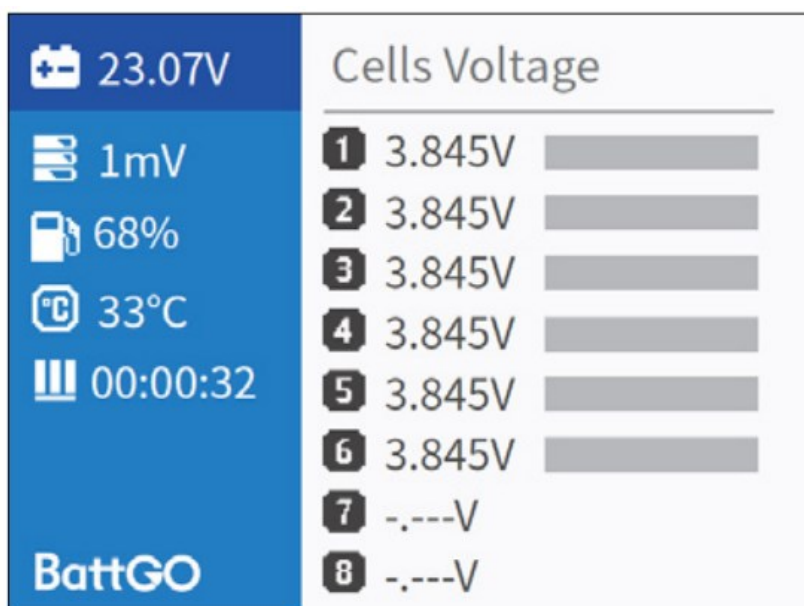 23.07V
1mV
68%
°C 33°C
00:00:32
BattGO
Cells Voltage
1 3.845V
2 3.845V
3 3.845V
4 3.845V
5 3.845V
6 3.845V
7 -.---V
8 -.---V